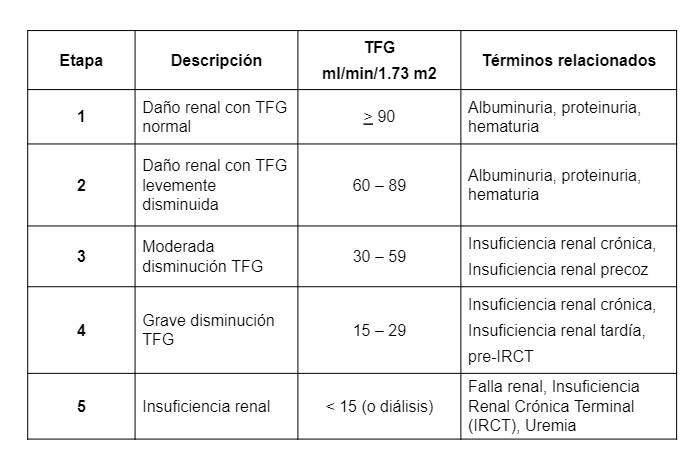 Etapa
Descripción
TFG
ml/min/1.73 m2
Términos relacionados
1
Daño renal con TFG
normal
≥ 90
Albuminuria, proteinuria,
hematuria
2
Daño renal con TFG
levemente
disminuida
60 – 89
Albuminuria, proteinuria,
hematuria
3
Moderada
disminución TFG
30 – 59
Insuficiencia renal crónica,
Insuficiencia renal precoz
4
Grave disminución
TFG
15 – 29
Insuficiencia renal crónica,
Insuficiencia renal tardía,
pre-IRCT
5
Insuficiencia renal
< 15 (o diálisis)
Falla renal, Insuficiencia
Renal Crónica Terminal
(IRCT), Uremia